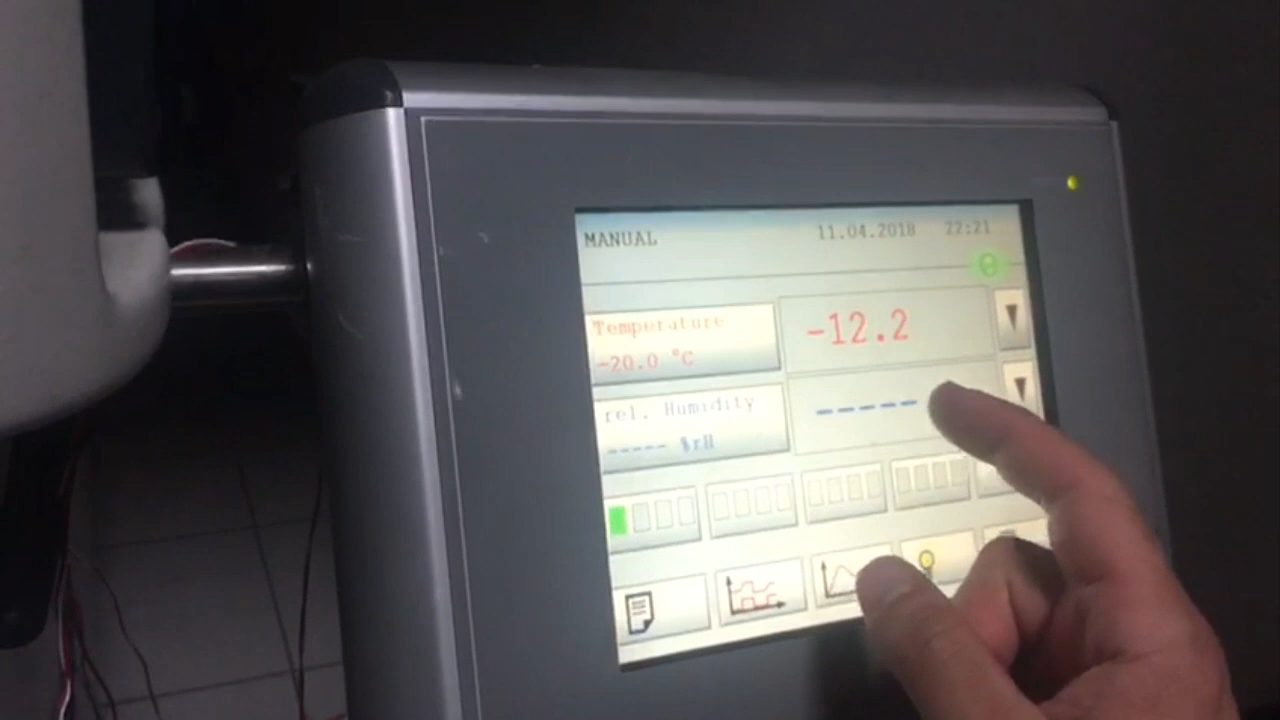 MANUAL 11.04.2018 22:21
Temperature
-20.0 °C
-12.2
rel. Humidity
----- %rH
-----